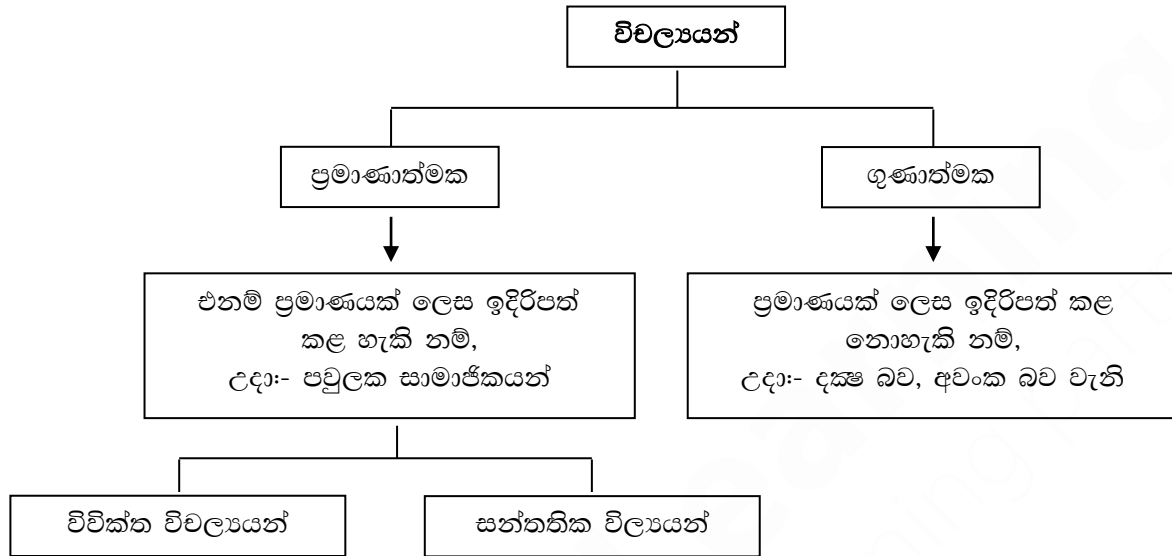 විචල්‍යයන්
ප්‍රමාණාත්මක
ගුණාත්මක
එනම් ප්‍රමාණයක් ලෙස ඉදිරිපත්
කළ හැකි නම්,
උදා:- පවුලක සාමාජිකයන්
ප්‍රමාණයක් ලෙස ඉදිරිපත් කළ
නොහැකි නම්,
උදා:- දක්‍ෂ බව, අවංක බව වැනි
විවික්ත විචල්‍යයන්
සන්තතික විල්‍යයන්